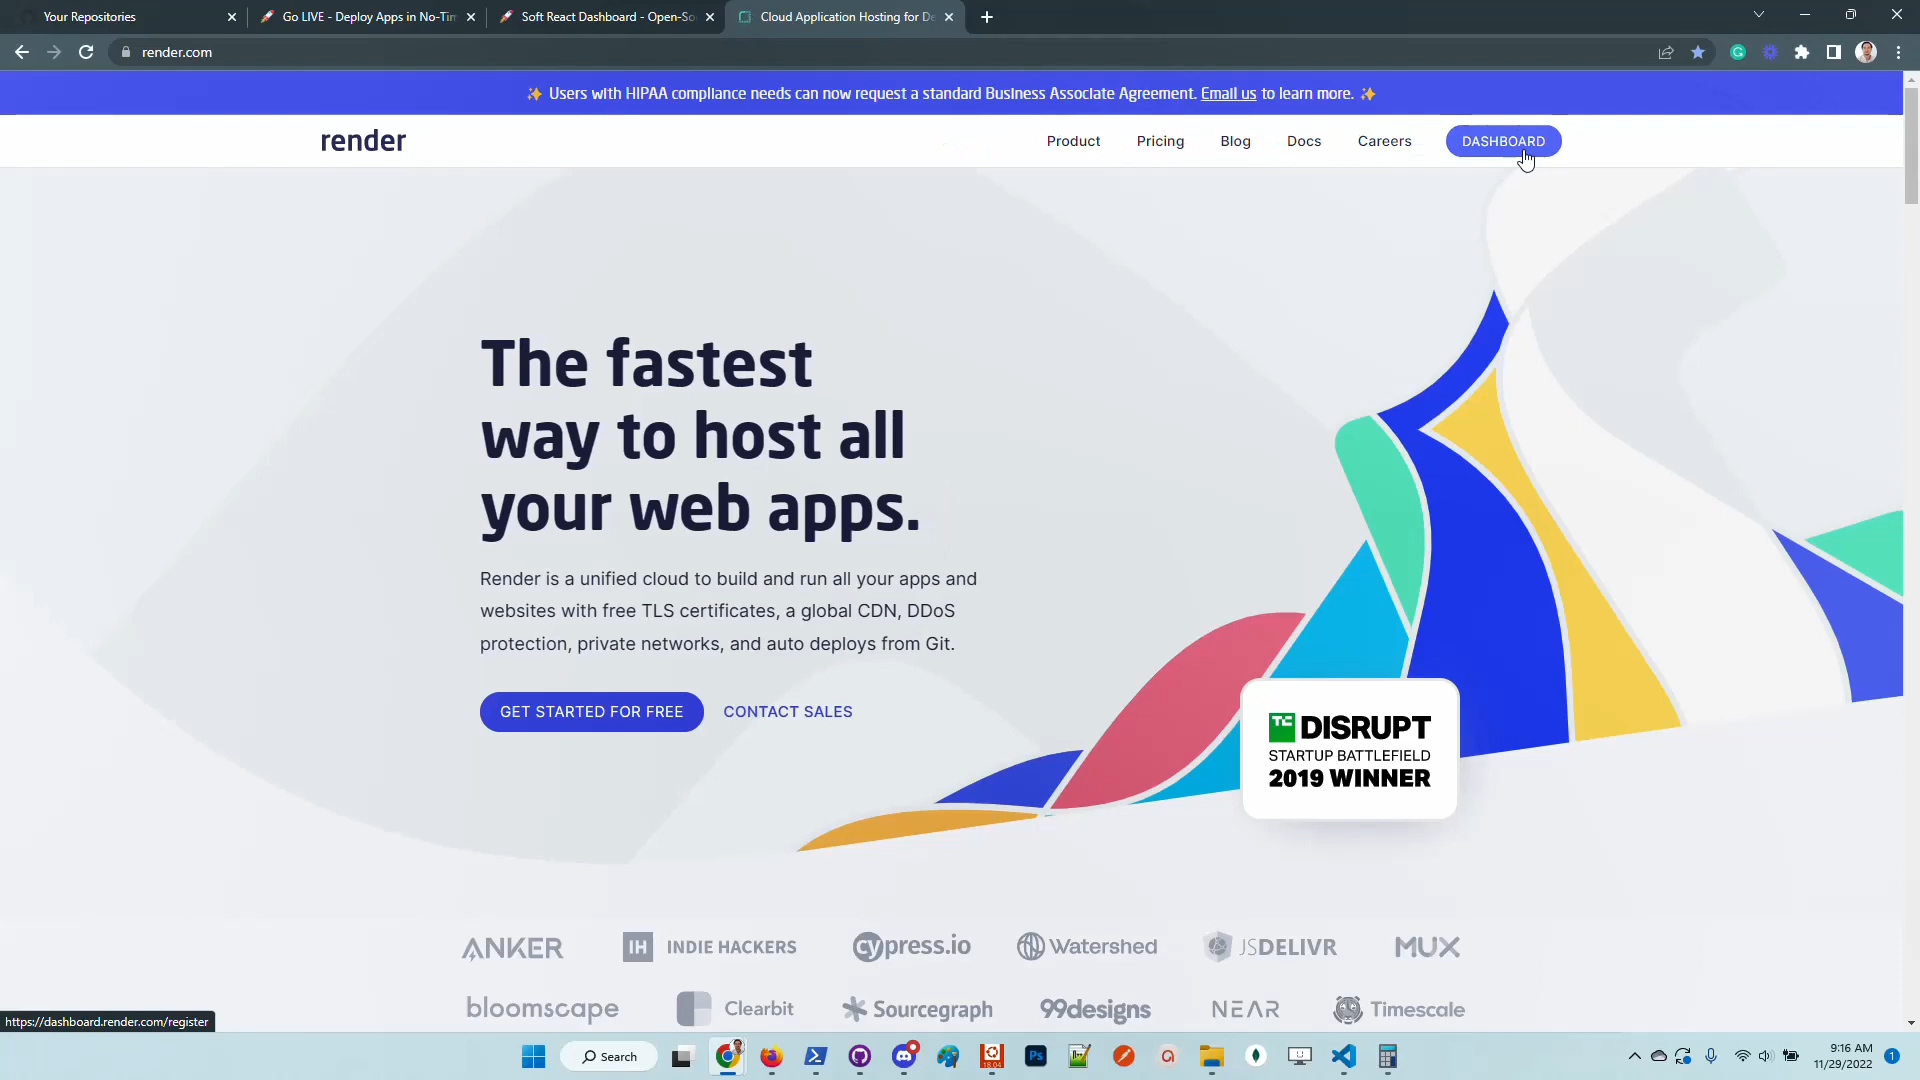 Your Repositories
Go LIVE - Deploy Apps in No-Tim
Soft React Dashboard - Open-So
Cloud Application Hosting for De
render.com
✨ Users with HIPAA compliance needs can now request a standard Business Associate Agreement. Email us to learn more. ✨
render
Product
Pricing
Blog
Docs
Careers
DASHBOARD
The fastest
way to host all
your web apps.
Render is a unified cloud to build and run all your apps and
websites with free TLS certificates, a global CDN, DDoS
protection, private networks, and auto deploys from Git.
GET STARTED FOR FREE
CONTACT SALES
TC DISRUPT
STARTUP BATTLEFIELD
2019 WINNER
ANKER
IH INDIE HACKERS
cypress.io
Watershed
JSDELIVR
MUX
bloomscape
Clearbit
Sourcegraph
99designs
NEAR
Timescale
https://dashboard.render.com/register
Search
Ps
18.04
9:16 AM
11/29/2022
1